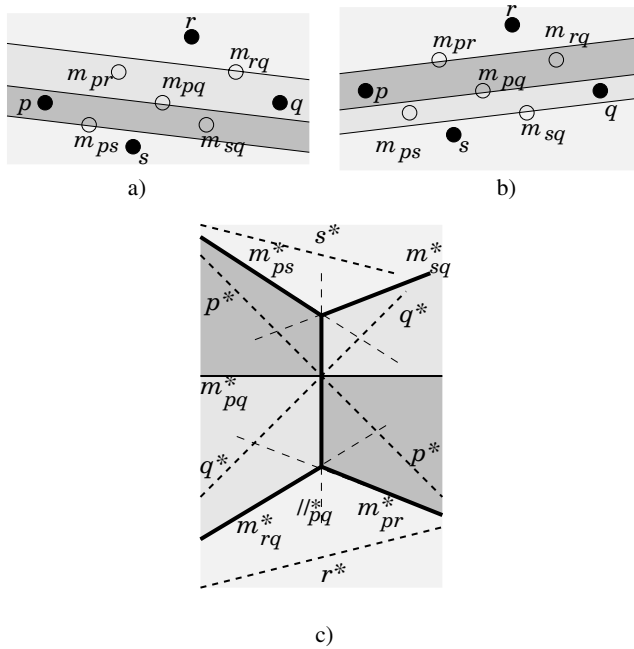 r r
m_rq m_pr m_rq
m_pr m_pq m_pq
p q p q
m_ps m_sq m_ps m_sq
s s
a) b)
s*
m*_ps m*_sq
p* q*
m*_pq
q* p*
//*_pq
m*_rq m*_pr
r*
c)